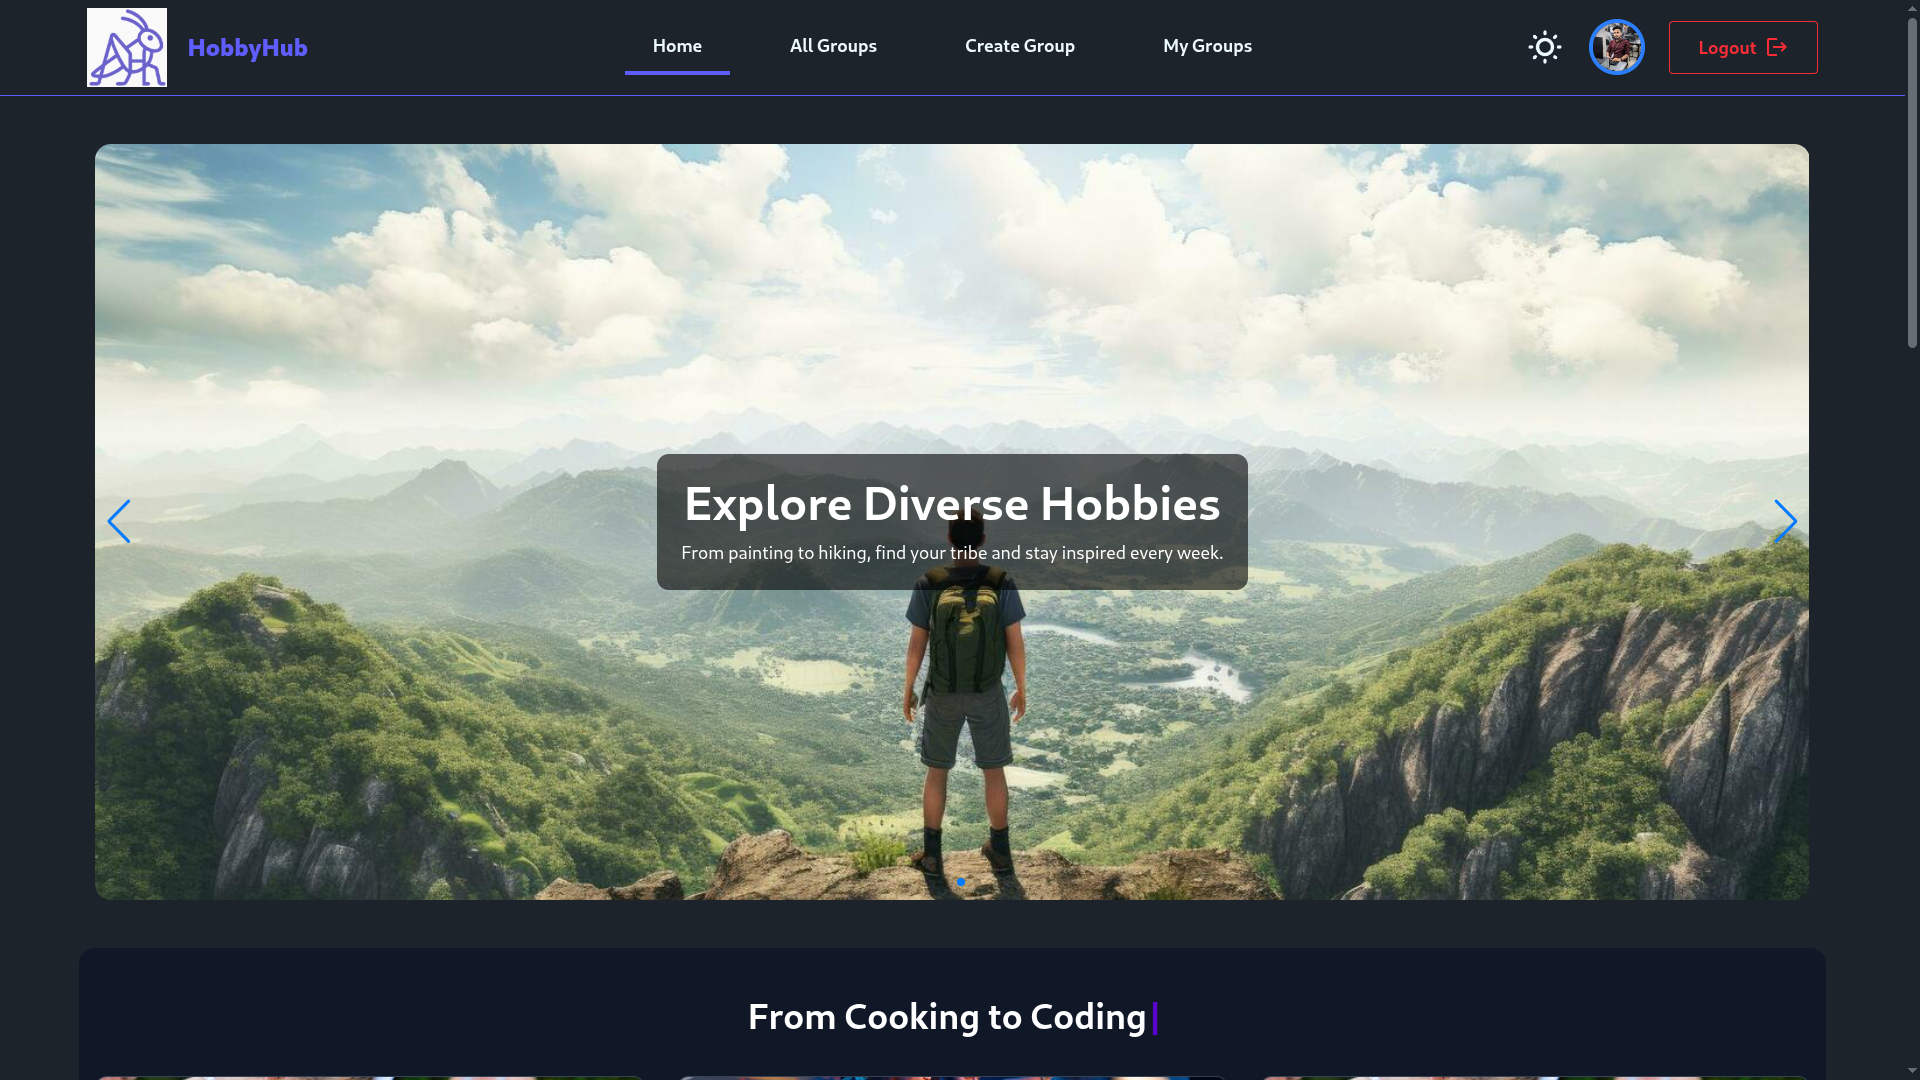 HobbyHub
Home
All Groups
Create Group
My Groups
Logout
Explore Diverse Hobbies
From painting to hiking, find your tribe and stay inspired every week.
From Cooking to Coding